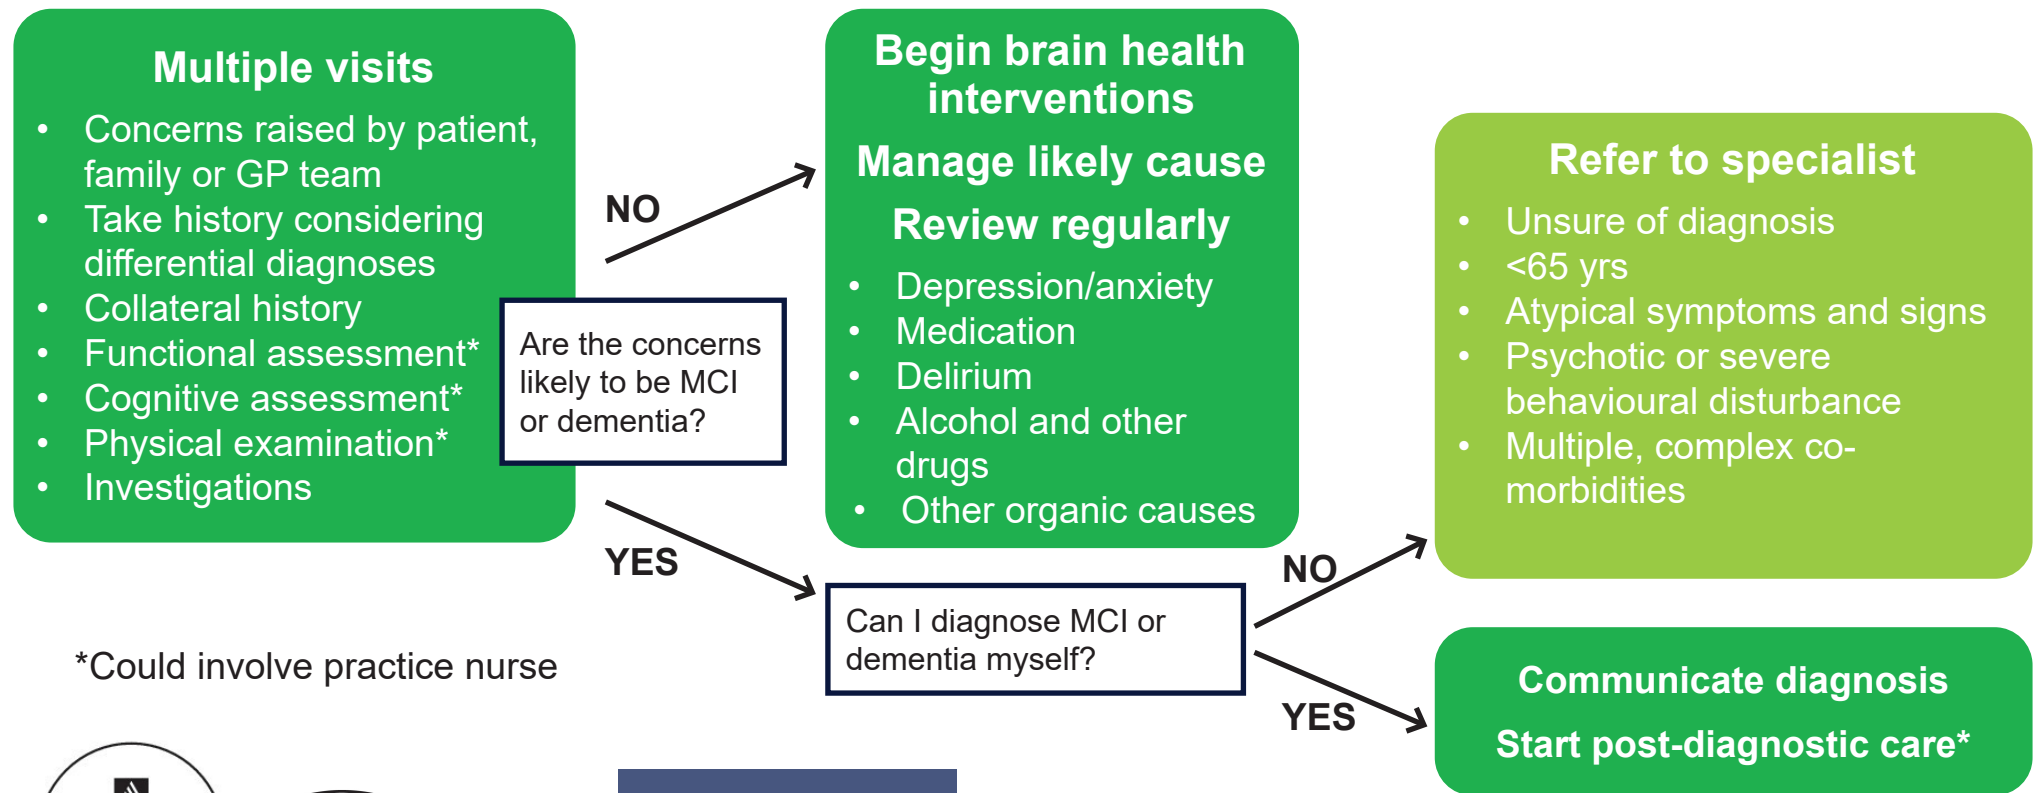 Multiple visits
• Concerns raised by patient,
family or GP team
• Take history considering
differential diagnoses
• Collateral history
• Functional assessment*
• Cognitive assessment*
• Physical examination*
• Investigations
Are the concerns
likely to be MCI
or dementia?
NO
YES
Begin brain health
interventions
Manage likely cause
Review regularly
• Depression/anxiety
• Medication
• Delirium
• Alcohol and other
drugs
• Other organic causes
Can I diagnose MCI or
dementia myself?
NO
YES
Refer to specialist
• Unsure of diagnosis
• <65 yrs
• Atypical symptoms and signs
• Psychotic or severe
behavioural disturbance
• Multiple, complex co-
morbidities
Communicate diagnosis
Start post-diagnostic care*
*Could involve practice nurse